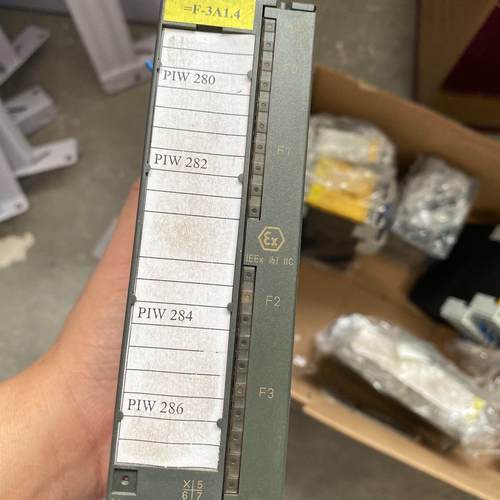 =F-3A1.4
PIW 280
F1
PIW 282
Ex
[EEx ib] IIC
F2
PIW 284
F3
PIW 286
X 5
6 7